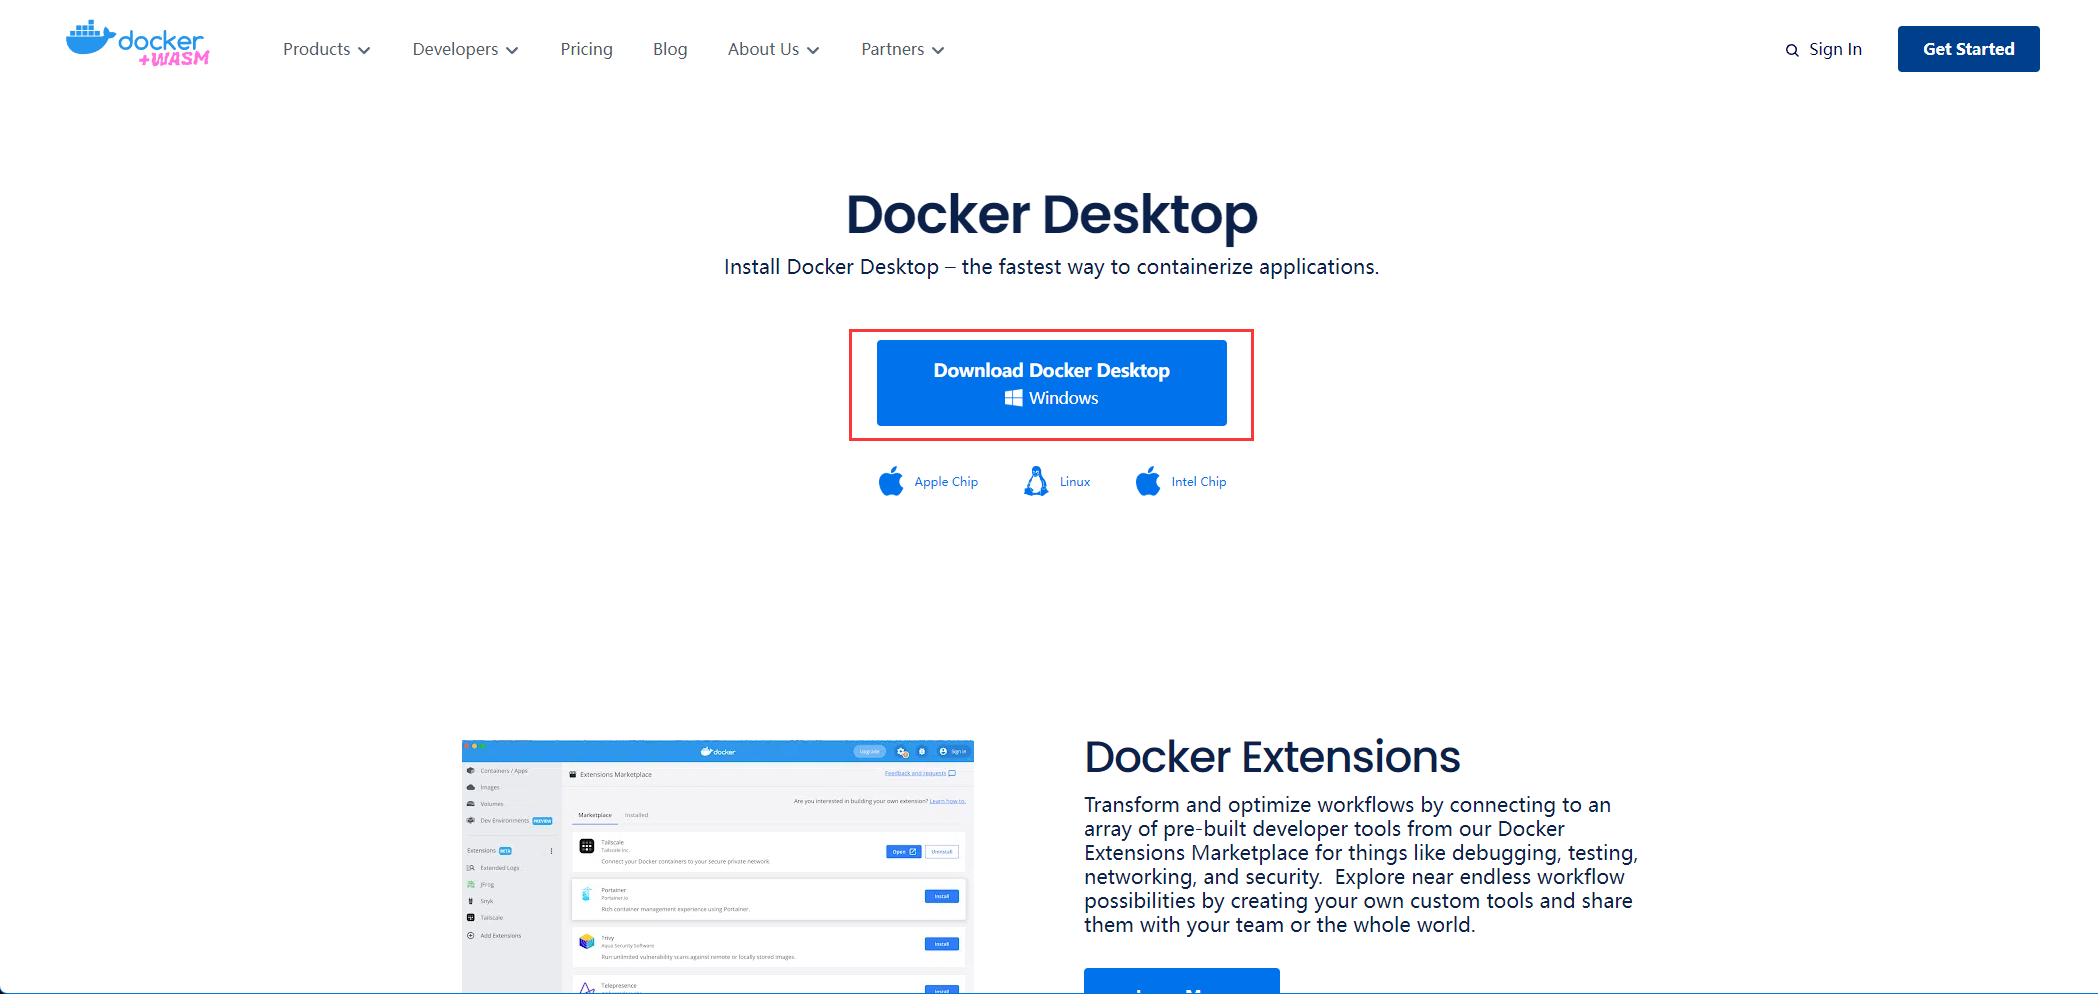 docker
+WASM
Products
Developers
Pricing
Blog
About Us
Partners
Sign In
Get Started
Docker Desktop
Install Docker Desktop – the fastest way to containerize applications.
Download Docker Desktop
Windows
Apple Chip
Linux
Intel Chip
docker
Upgrade
Sign in
Containers / Apps
Images
Volumes
Dev Environments PREVIEW
Extensions BETA
Extended Logs
JFrog
Snyk
Tailscale
Add Extensions
Extensions Marketplace
Feedback and requests
Are you interested in building your own extension? Learn how to.
Marketplace
Installed
Tailscale
Tailscale Inc.
Connect your Docker containers to your secure private network.
Open
Uninstall
Portainer
Portainer.io
Rich container management experience using Portainer.
Install
Trivy
Aqua Security Software
Run unlimited vulnerability scans against remote or locally stored images.
Install
Telepresence
Install
Docker Extensions
Transform and optimize workflows by connecting to an
array of pre-built developer tools from our Docker
Extensions Marketplace for things like debugging, testing,
networking, and security. Explore near endless workflow
possibilities by creating your own custom tools and share
them with your team or the whole world.